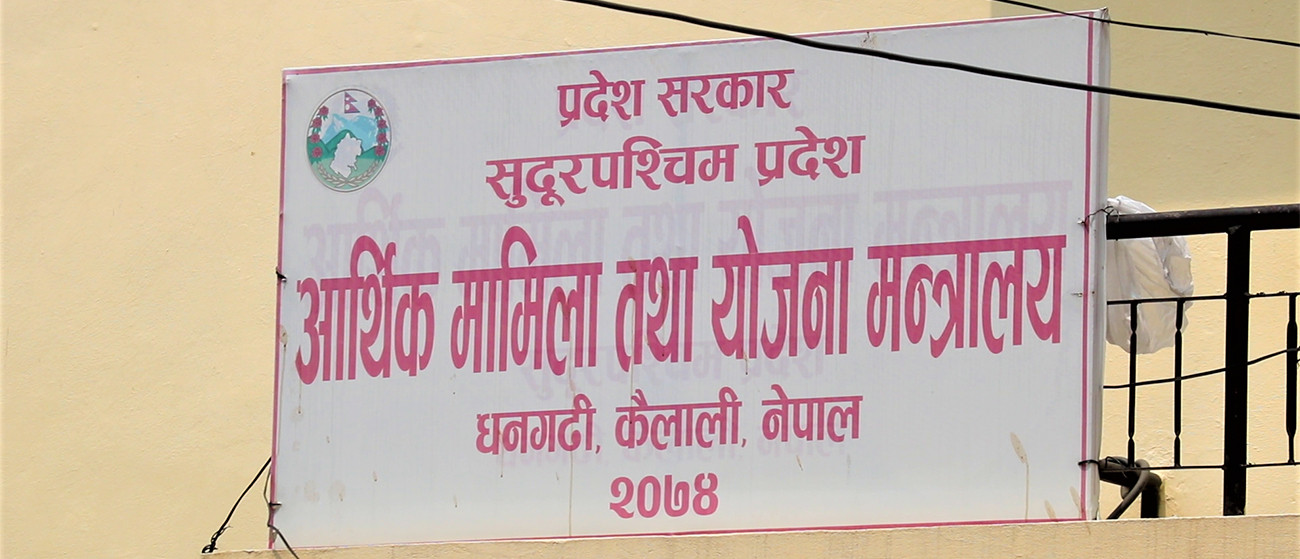 प्रदेश सरकार
सुदूरपश्चिम प्रदेश
आर्थिक मामिला तथा योजना मन्त्रालय
धनगढी, कैलाली, नेपाल
२०७४